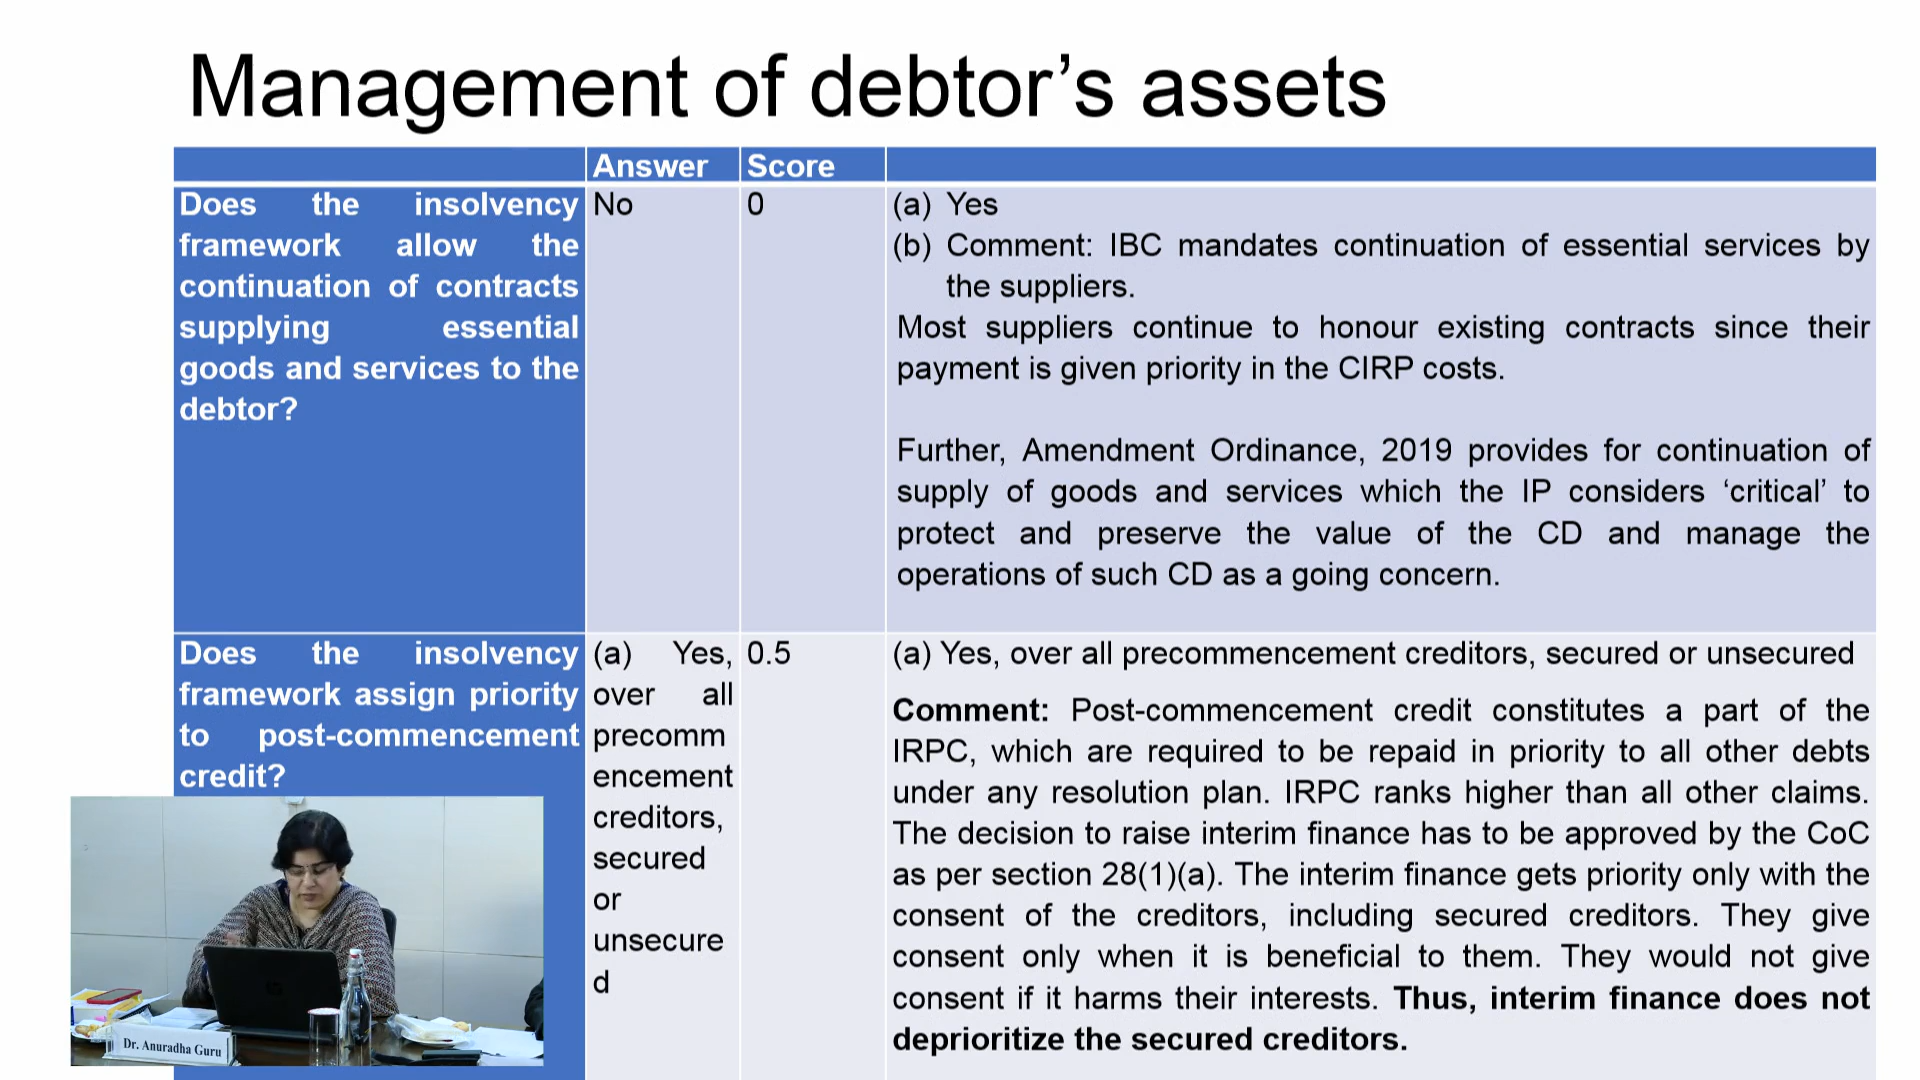 Management of debtor’s assets
Answer
Score
Does the insolvency
framework allow the
continuation of contracts
supplying essential
goods and services to the
debtor?
No
0
(a) Yes
(b) Comment: IBC mandates continuation of essential services by
the suppliers.
Most suppliers continue to honour existing contracts since their
payment is given priority in the CIRP costs.
Further, Amendment Ordinance, 2019 provides for continuation of
supply of goods and services which the IP considers ‘critical’ to
protect and preserve the value of the CD and manage the
operations of such CD as a going concern.
Does the insolvency
framework assign priority
to post-commencement
credit?
(a) Yes,
over all
precomm
encement
creditors,
secured
or
unsecure
d
0.5
(a) Yes, over all precommencement creditors, secured or unsecured
Comment: Post-commencement credit constitutes a part of the
IRPC, which are required to be repaid in priority to all other debts
under any resolution plan. IRPC ranks higher than all other claims.
The decision to raise interim finance has to be approved by the CoC
as per section 28(1)(a). The interim finance gets priority only with the
consent of the creditors, including secured creditors. They give
consent only when it is beneficial to them. They would not give
consent if it harms their interests. Thus, interim finance does not
deprioritize the secured creditors.
Dr. Anuradha Guru